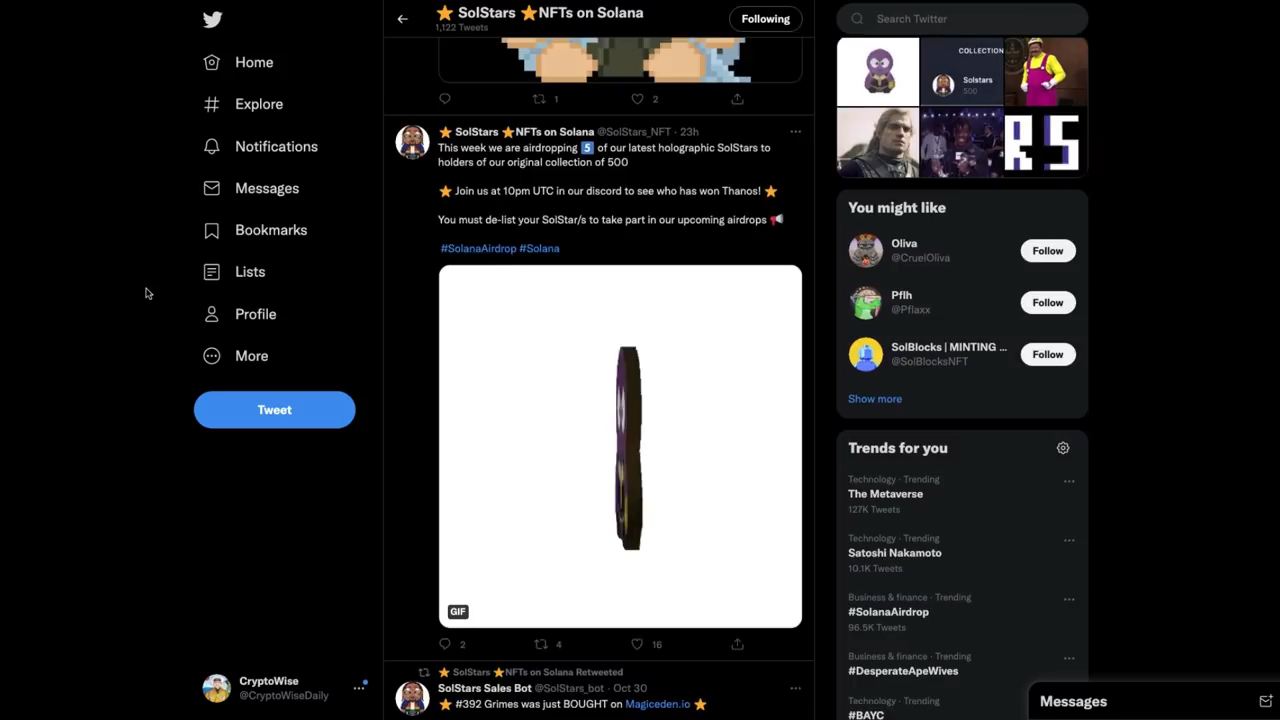 Home
Explore
Notifications
Messages
Bookmarks
Lists
Profile
More
Tweet
CryptoWise
@CryptoWiseDaily
SolStars ⭐NFTs on Solana
1,122 Tweets
Following
1
2
SolStars ⭐NFTs on Solana @SolStars_NFT · 23h
This week we are airdropping 5️⃣ of our latest holographic SolStars to
holders of our original collection of 500
⭐ Join us at 10pm UTC in our discord to see who has won Thanos! ⭐
You must de-list your SolStar/s to take part in our upcoming airdrops 📢
#SolanaAirdrop #Solana
GIF
2
4
16
⭐ SolStars ⭐NFTs on Solana Retweeted
SolStars Sales Bot @SolStars_bot · Oct 30
⭐ #392 Grimes was just BOUGHT on Magiceden.io ⭐
Search Twitter
COLLECTION
Solstars
500
RS
You might like
Oliva
@CruelOliva
Follow
Pflh
@Pflaxx
Follow
SolBlocks | MINTING ...
@SolBlocksNFT
Follow
Show more
Trends for you
Technology · Trending
The Metaverse
127K Tweets
Technology · Trending
Satoshi Nakamoto
10.1K Tweets
Business & finance · Trending
#SolanaAirdrop
96.5K Tweets
Business & finance · Trending
#DesperateApeWives
Technology · Trending
#BAYC
Messages